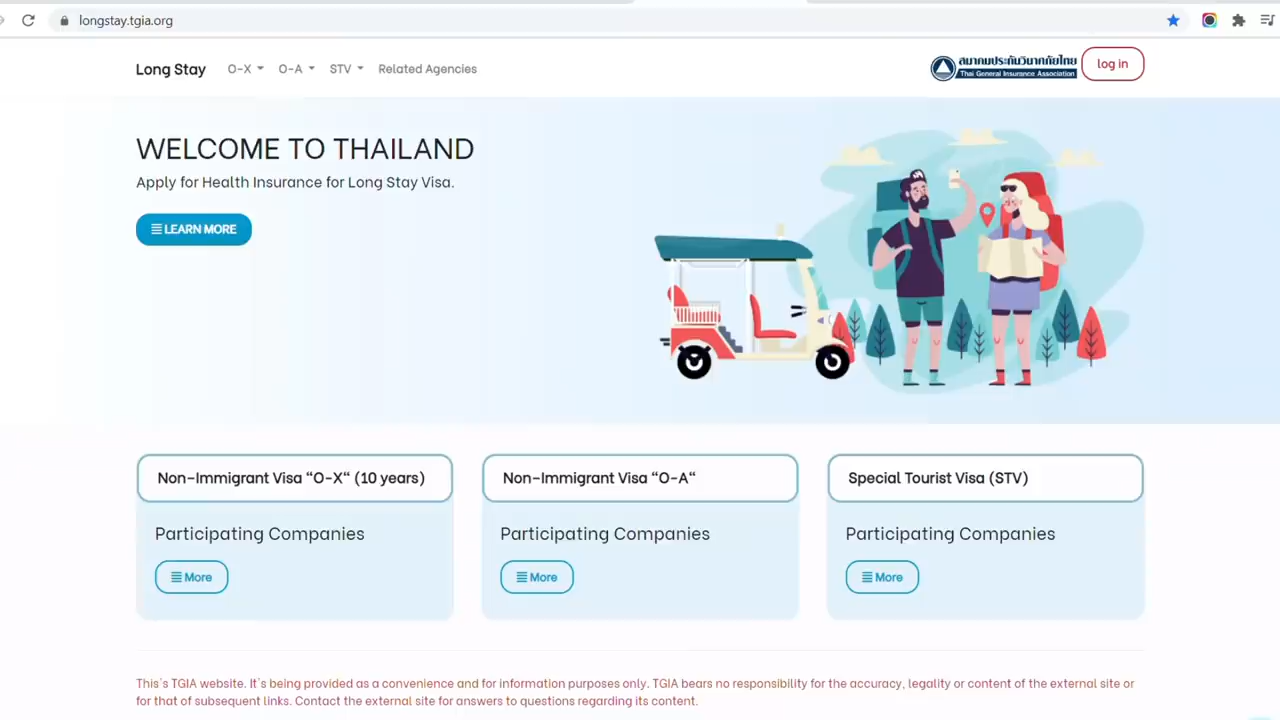 longstay.tgia.org
Long Stay O-X O-A STV Related Agencies
สมาคมประกันวินาศภัยไทย
Thai General Insurance Association
log in
WELCOME TO THAILAND
Apply for Health Insurance for Long Stay Visa.
LEARN MORE
Non-Immigrant Visa "O-X" (10 years)
Participating Companies
More
Non-Immigrant Visa "O-A"
Participating Companies
More
Special Tourist Visa (STV)
Participating Companies
More
This's TGIA website. It's being provided as a convenience and for information purposes only. TGIA bears no responsibility for the accuracy, legality or content of the external site or
for that of subsequent links. Contact the external site for answers to questions regarding its content.